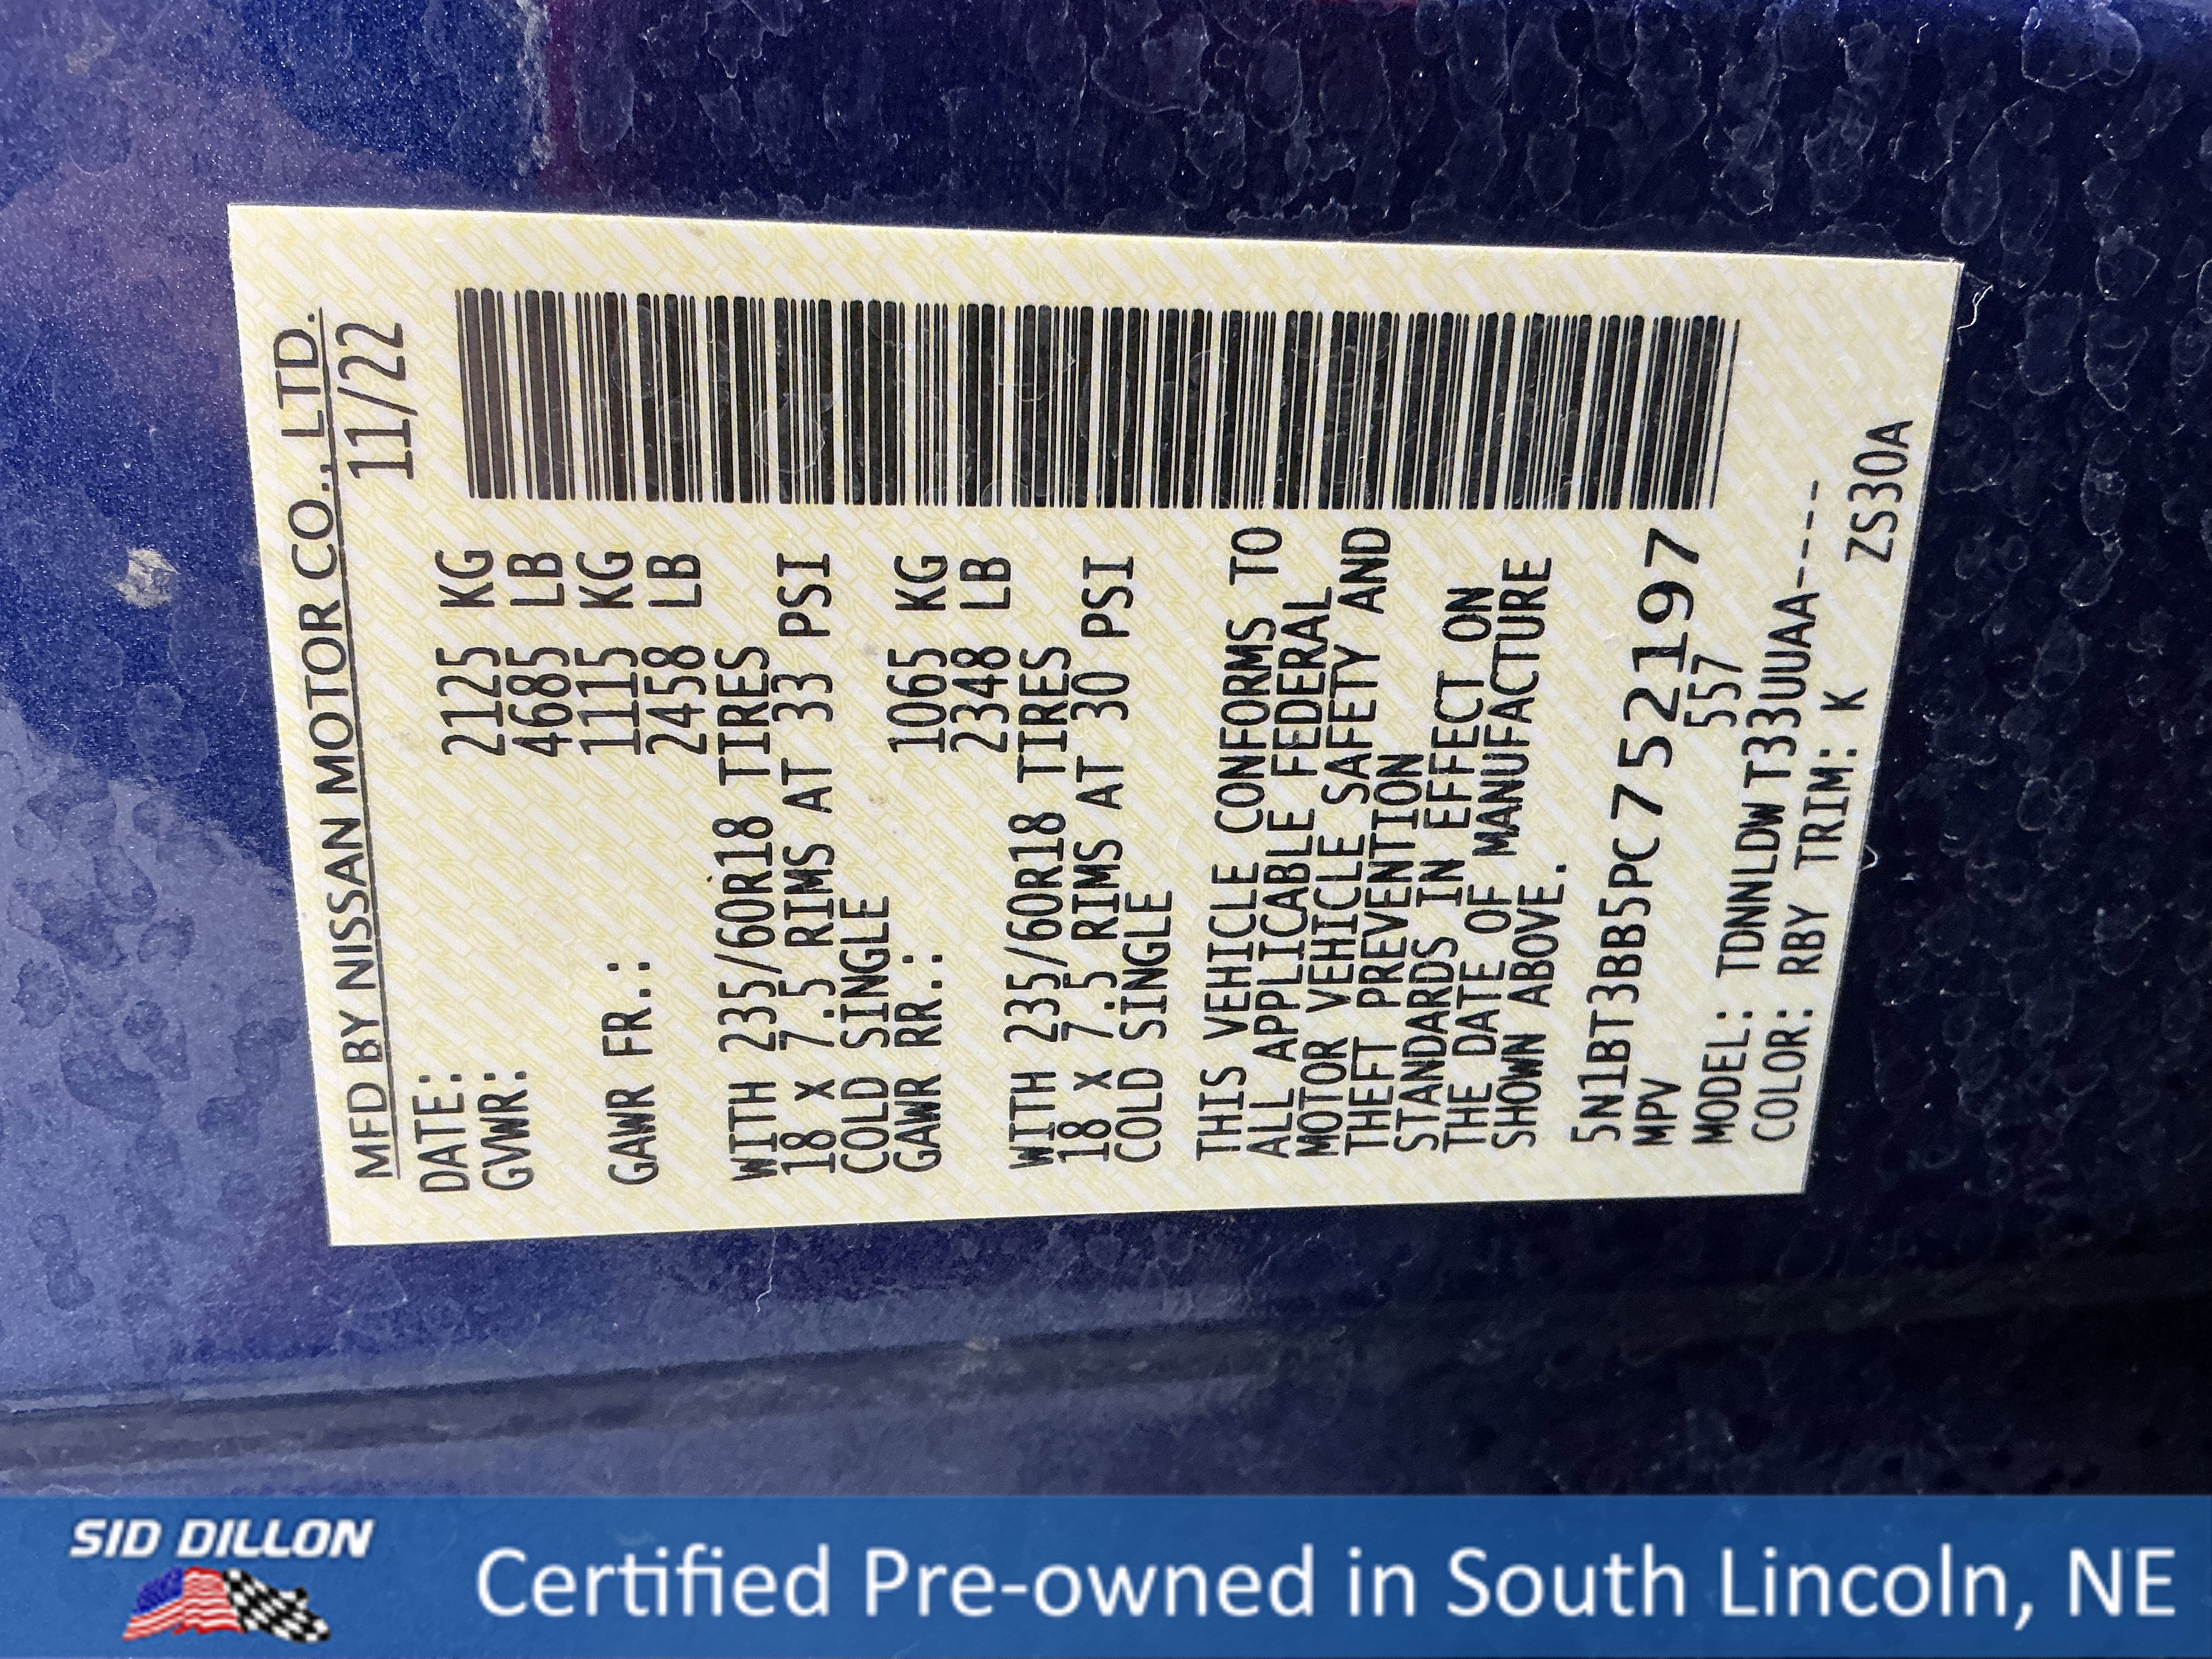 MFD BY NISSAN MOTOR CO., LTD.
DATE: 11/22
GVWR: 2125 KG
4685 LB
GAWR FR.: 1115 KG
2458 LB
WITH 235/60R18 TIRES
18 X 7.5 RIMS AT 33 PSI
COLD SINGLE
GAWR RR.: 1065 KG
2348 LB
WITH 235/60R18 TIRES
18 X 7.5 RIMS AT 30 PSI
COLD SINGLE
THIS VEHICLE CONFORMS TO
ALL APPLICABLE FEDERAL
MOTOR VEHICLE SAFETY AND
THEFT PREVENTION
STANDARDS IN EFFECT ON
THE DATE OF MANUFACTURE
SHOWN ABOVE.
5N1BT3BB5PC752197
MPV 557
MODEL: TDNNLDW T33UUAA----
COLOR: RBY TRIM: K
ZS30A
SID DILLON
Certified Pre-owned in South Lincoln, NE